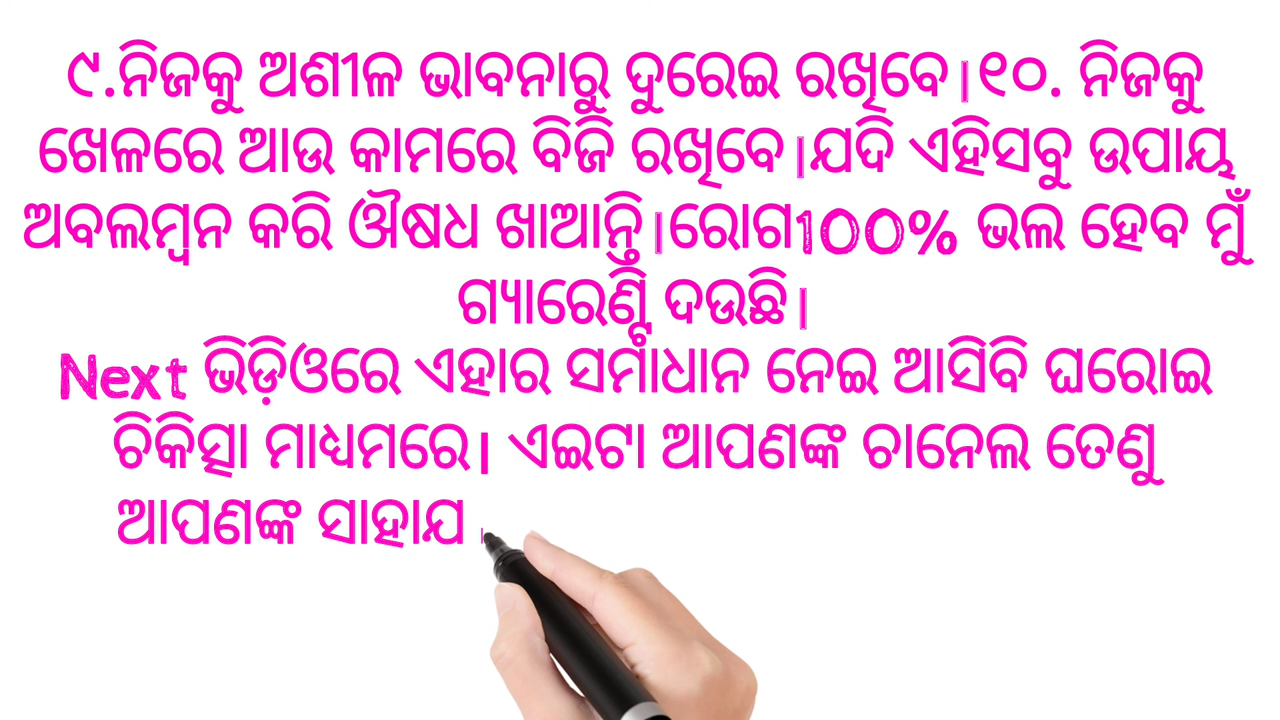 ୯.ନିଜକୁ ଅଶୀଳ ଭାବନାରୁ ଦୁରେଇ ରଖିବେ|୧୦. ନିଜକୁ
ଖେଳରେ ଆଉ କାମରେ ବିଜି ରଖିବେ|ଯଦି ଏହିସବୁ ଉପାୟ
ଅବଲମ୍ବନ କରି ଔଷଧ ଖାଆନ୍ତି|ରୋଗ100% ଭଲ ହେବ ମୁଁ
ଗ୍ୟାରେଣ୍ଟି ଦଉଛି|
Next ଭିଡ଼ିଓରେ ଏହାର ସମାଧାନ ନେଇ ଆସିବି ଘରୋଇ
ଚିକିତ୍ସା ମାଧ୍ୟମରେ| ଏଇଟା ଆପଣଙ୍କ ଚାନେଲ ତେଣୁ
ଆପଣଙ୍କ ସାହାଯ